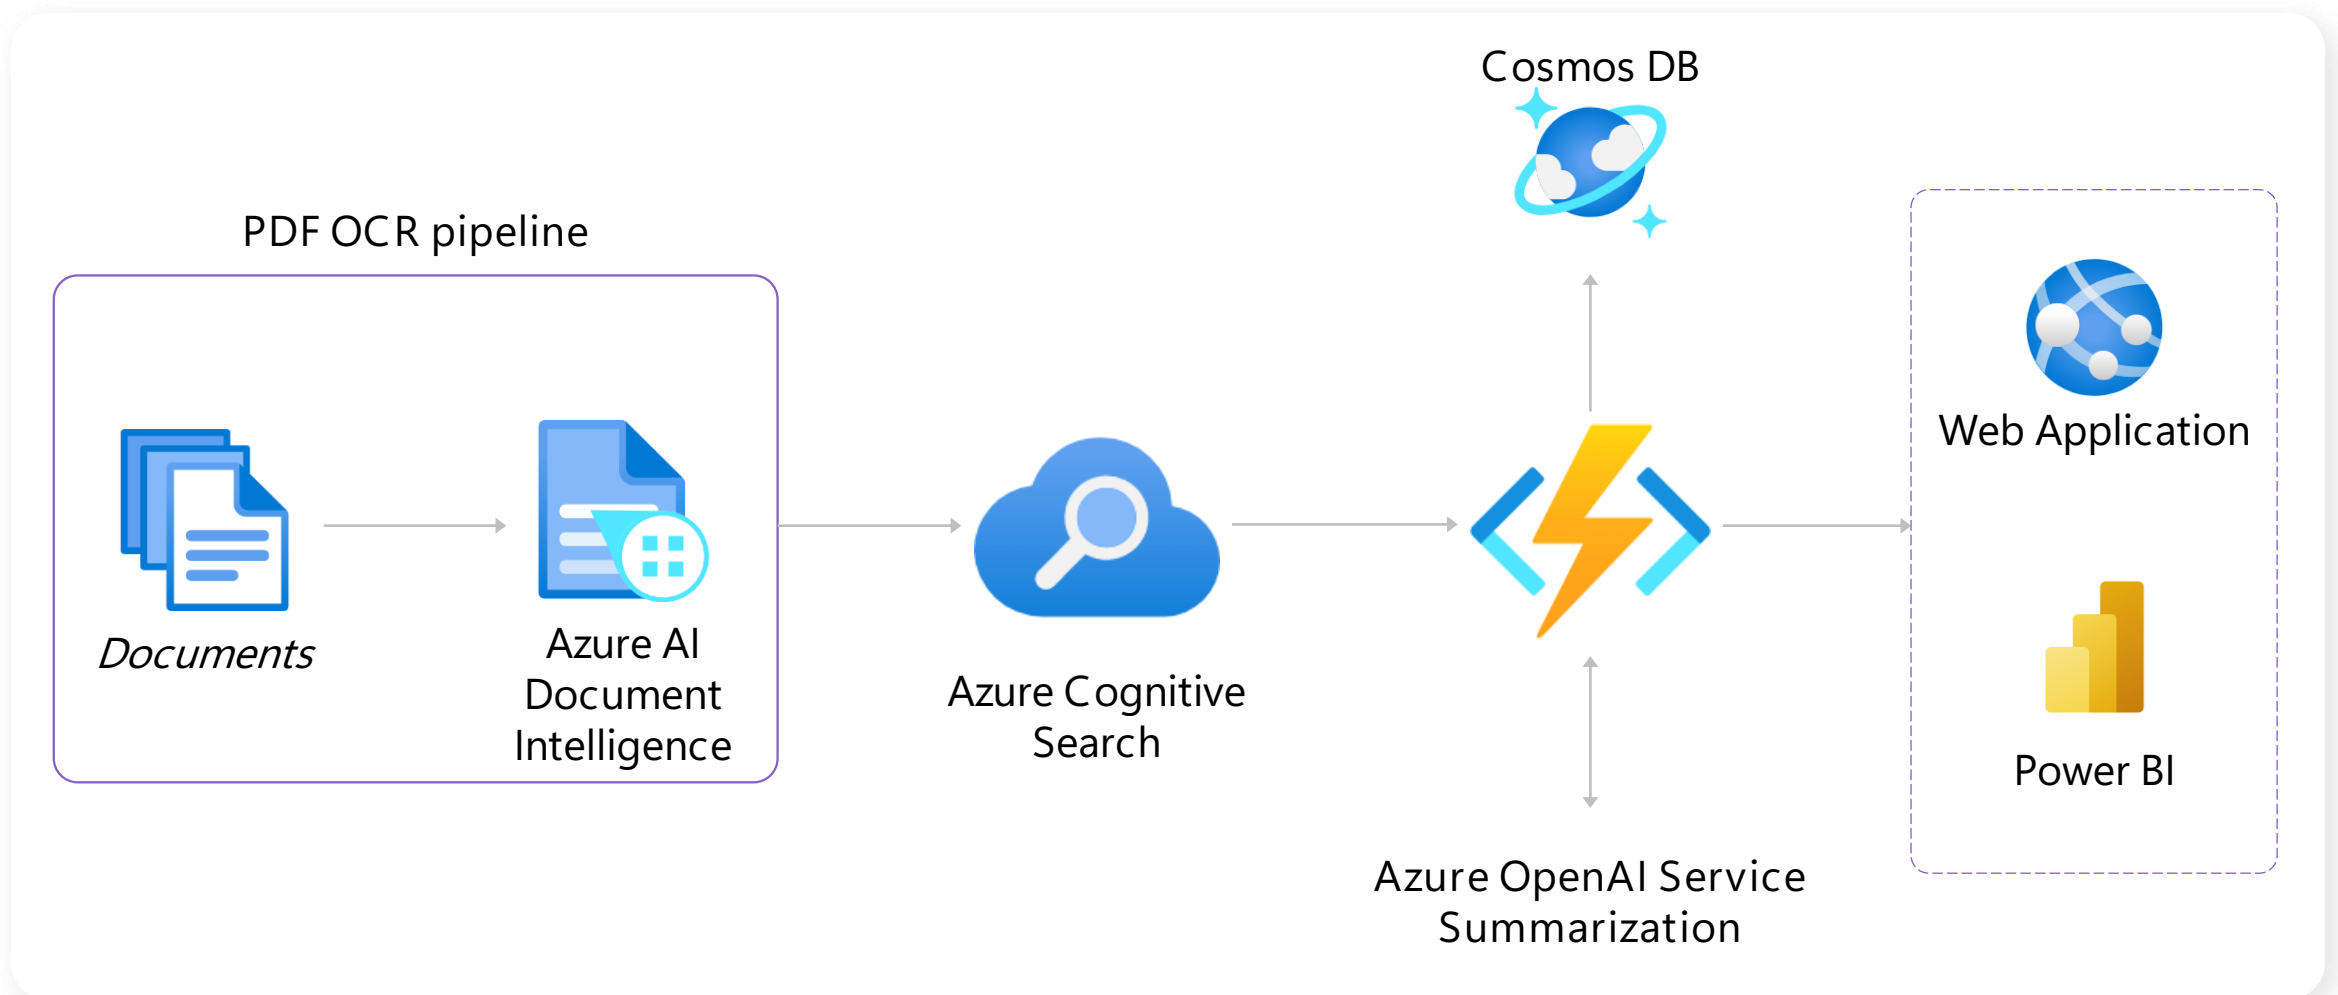 Cosmos DB
PDF OCR pipeline
Documents
Azure AI
Document
Intelligence
Azure Cognitive
Search
Azure OpenAI Service
Summarization
Web Application
Power BI